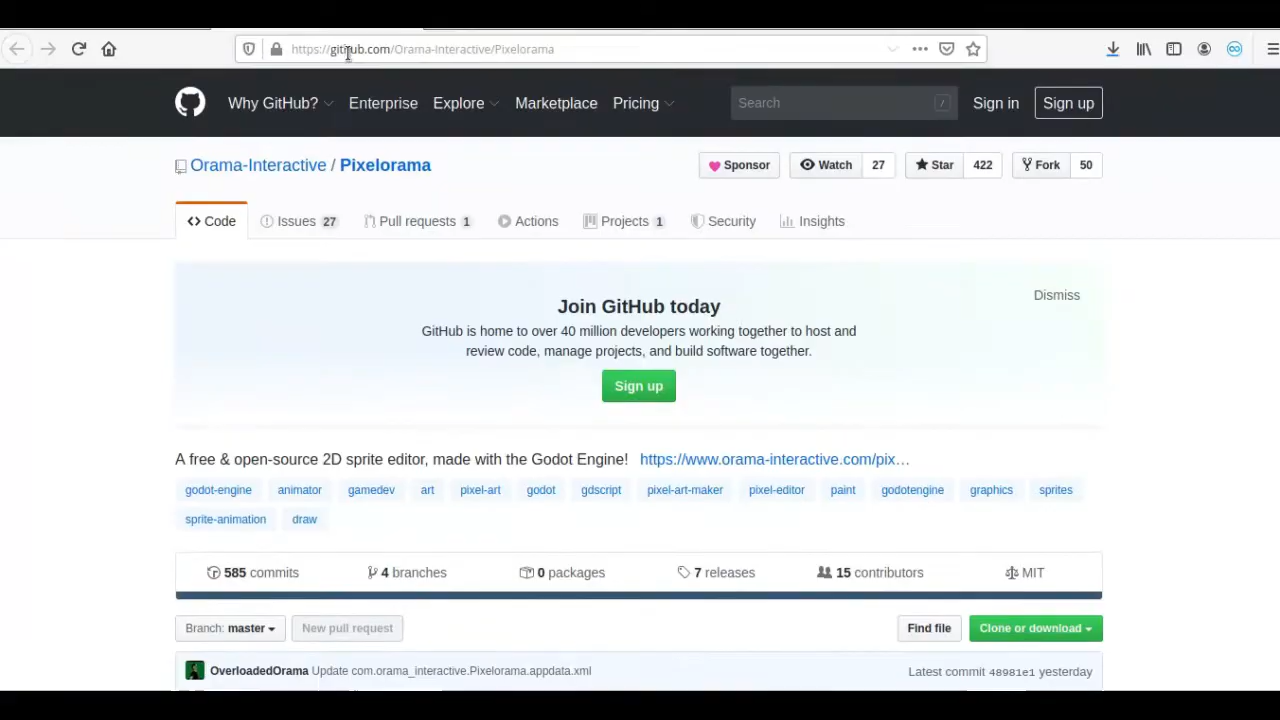 https://github.com/Orama-Interactive/Pixelorama
Why GitHub? Enterprise Explore Marketplace Pricing Search / Sign in Sign up
Orama-Interactive / Pixelorama Sponsor Watch 27 Star 422 Fork 50
Code Issues 27 Pull requests 1 Actions Projects 1 Security Insights
Dismiss
Join GitHub today
GitHub is home to over 40 million developers working together to host and
review code, manage projects, and build software together.
Sign up
A free & open-source 2D sprite editor, made with the Godot Engine! https://www.orama-interactive.com/pix…
godot-engine animator gamedev art pixel-art godot gdscript pixel-art-maker pixel-editor paint godotengine graphics sprites
sprite-animation draw
585 commits 4 branches 0 packages 7 releases 15 contributors MIT
Branch: master New pull request Find file Clone or download
OverloadedOrama Update com.orama_interactive.Pixelorama.appdata.xml Latest commit 48981e1 yesterday